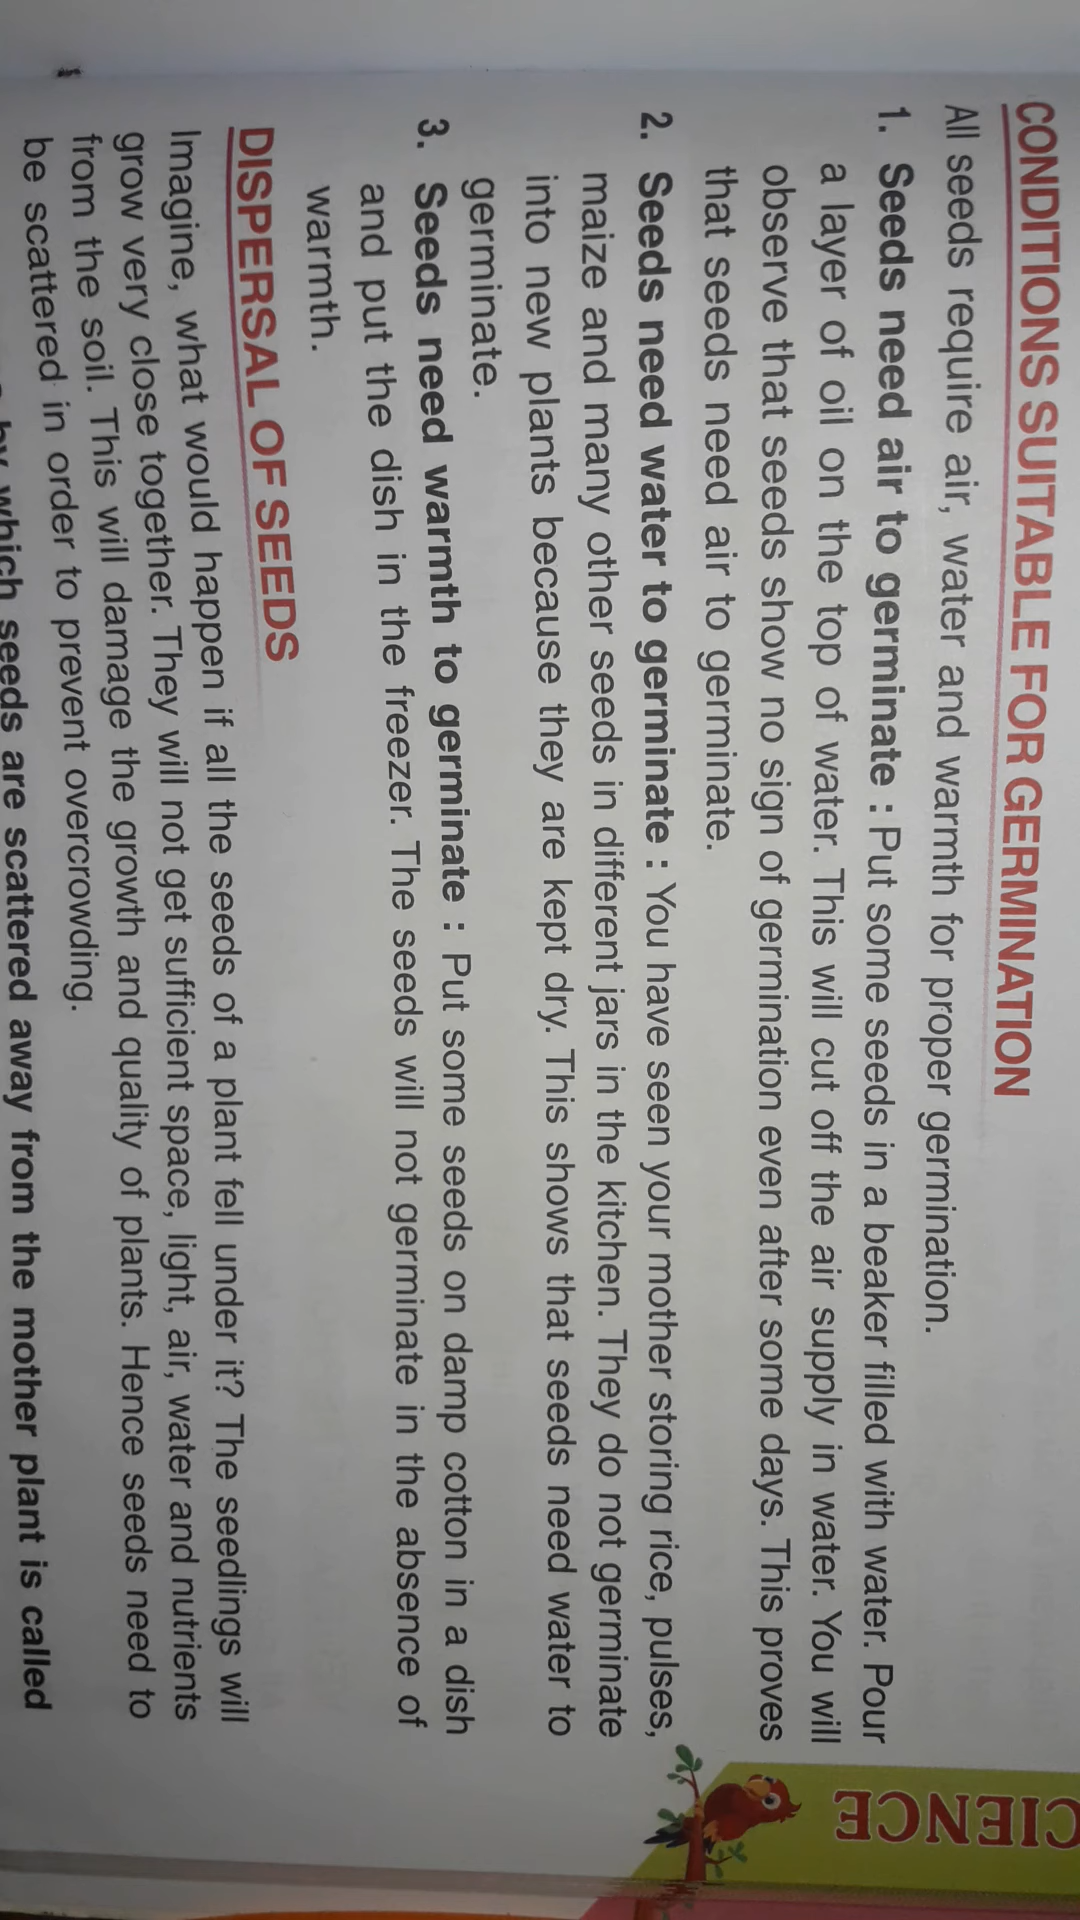 CIENCE
CONDITIONS SUITABLE FOR GERMINATION
All seeds require air, water and warmth for proper germination.
1. Seeds need air to germinate : Put some seeds in a beaker filled with water. Pour
a layer of oil on the top of water. This will cut off the air supply in water. You will
observe that seeds show no sign of germination even after some days. This proves
that seeds need air to germinate.
2. Seeds need water to germinate : You have seen your mother storing rice, pulses,
maize and many other seeds in different jars in the kitchen. They do not germinate
into new plants because they are kept dry. This shows that seeds need water to
germinate.
3. Seeds need warmth to germinate : Put some seeds on damp cotton in a dish
and put the dish in the freezer. The seeds will not germinate in the absence of
warmth.
DISPERSAL OF SEEDS
Imagine, what would happen if all the seeds of a plant fell under it? The seedlings will
grow very close together. They will not get sufficient space, light, air, water and nutrients
from the soil. This will damage the growth and quality of plants. Hence seeds need to
be scattered in order to prevent overcrowding.
by which seeds are scattered away from the mother plant is called